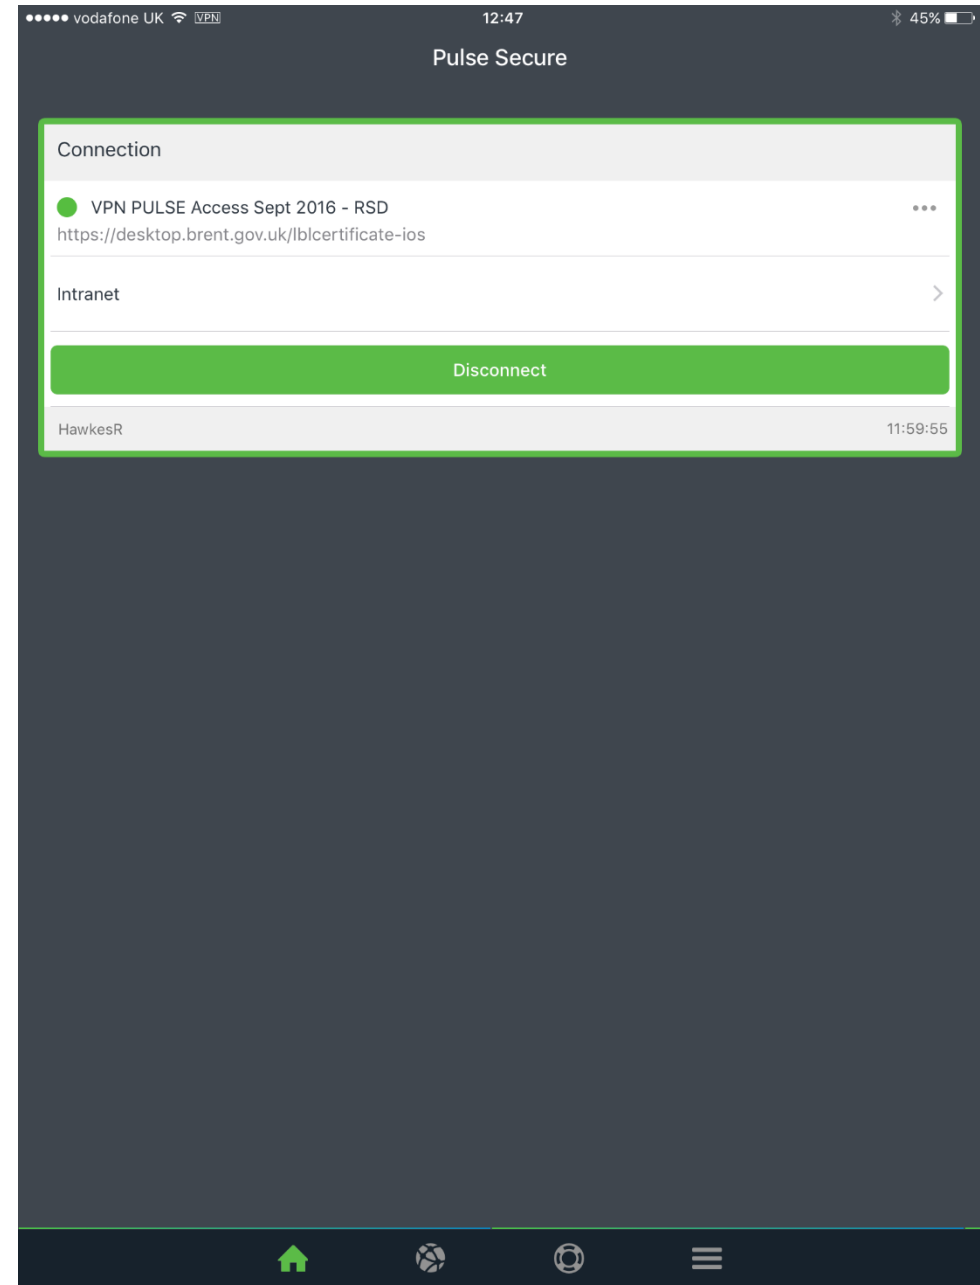 vodafone UK VPN 12:47 45%
Pulse Secure
Connection
VPN PULSE Access Sept 2016 - RSD
https://desktop.brent.gov.uk/lblcertificate-ios
Intranet
Disconnect
HawkesR 11:59:55